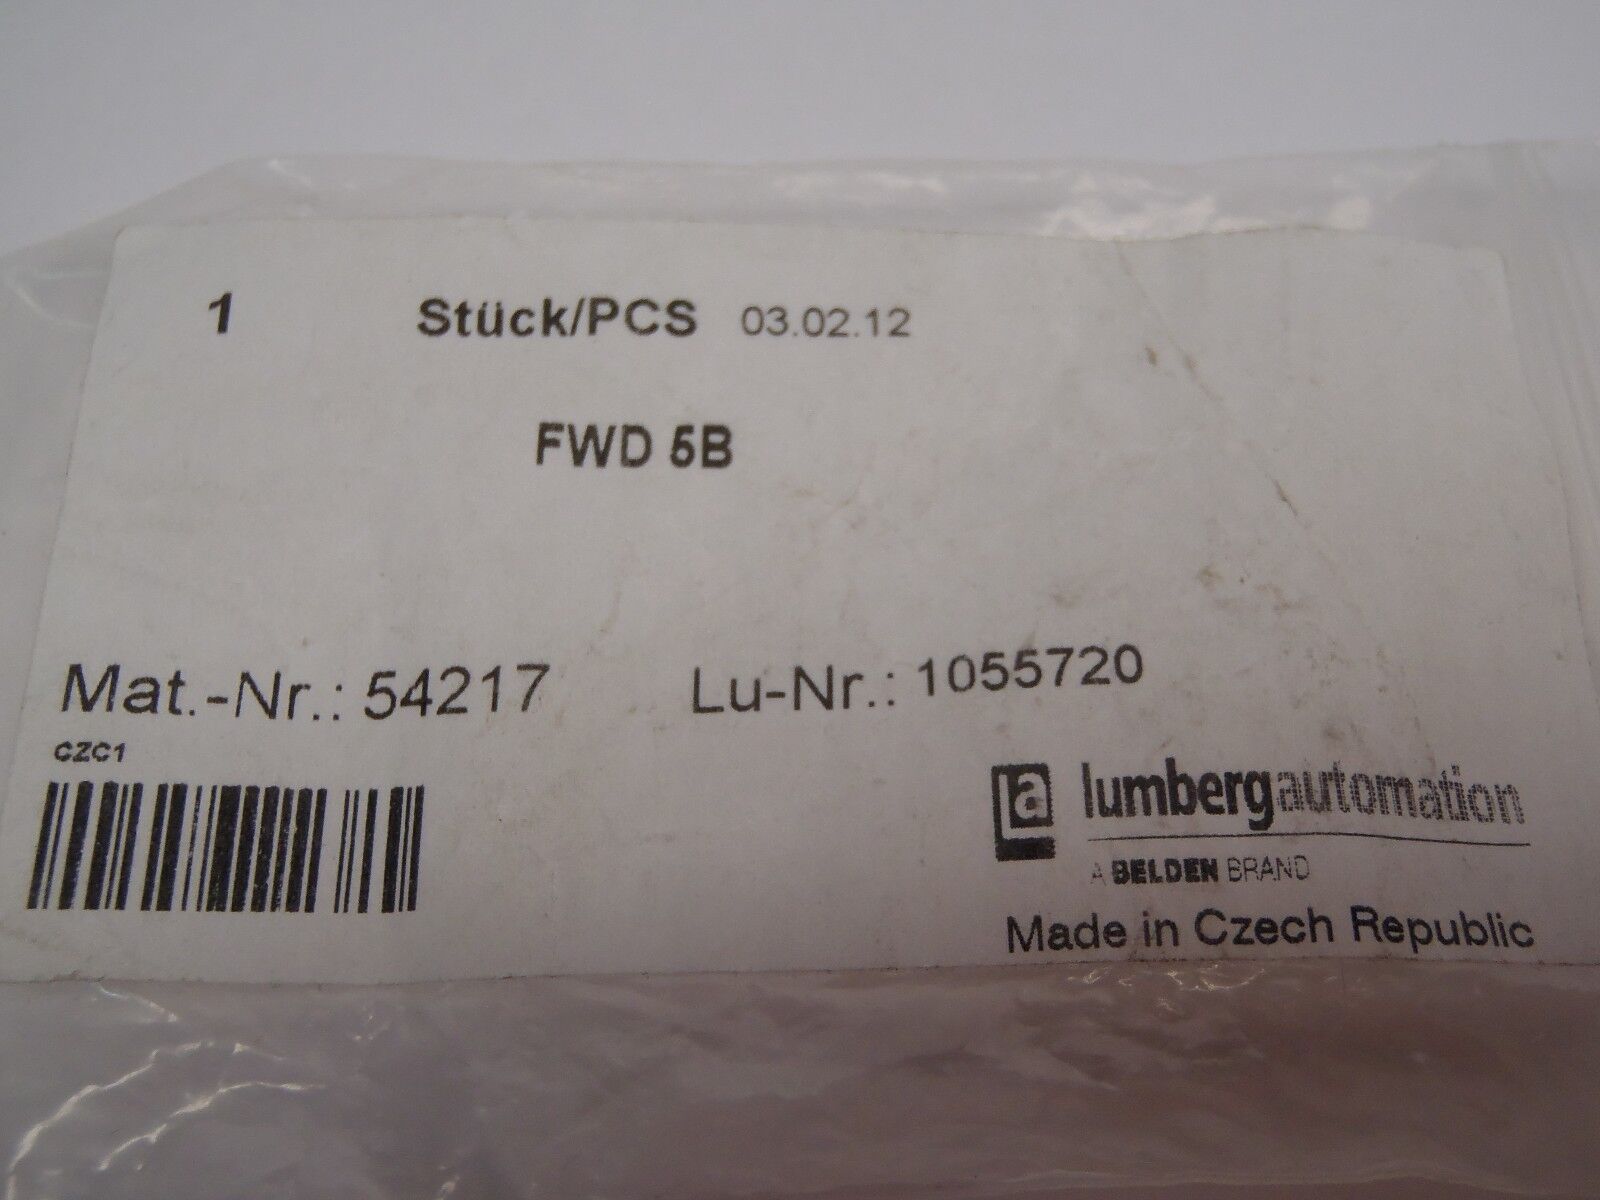 1 Stück/PCS 03.02.12
FWD 5B
Mat.-Nr.: 54217 Lu-Nr.: 1055720
CZC1
la lumbergautomation
A BELDEN BRAND
Made in Czech Republic